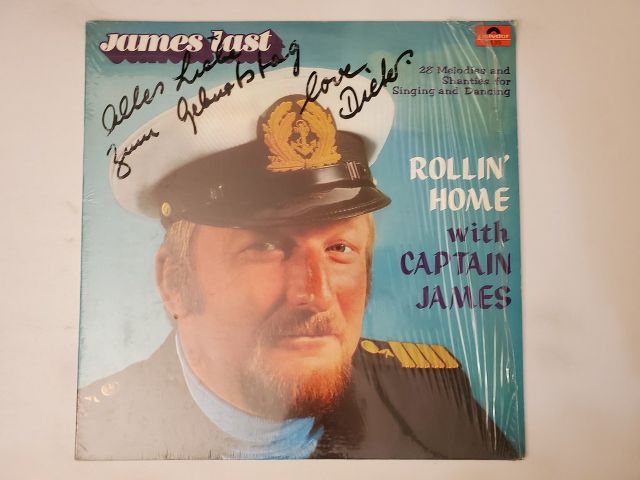 james last
polydor
Alles Liebe
zum Geburtstag
love.
Dieter.
28 Melodies and
Shanties for
Singing and Dancing
ROLLIN'
HOME
with
CAPTAIN
JAMES